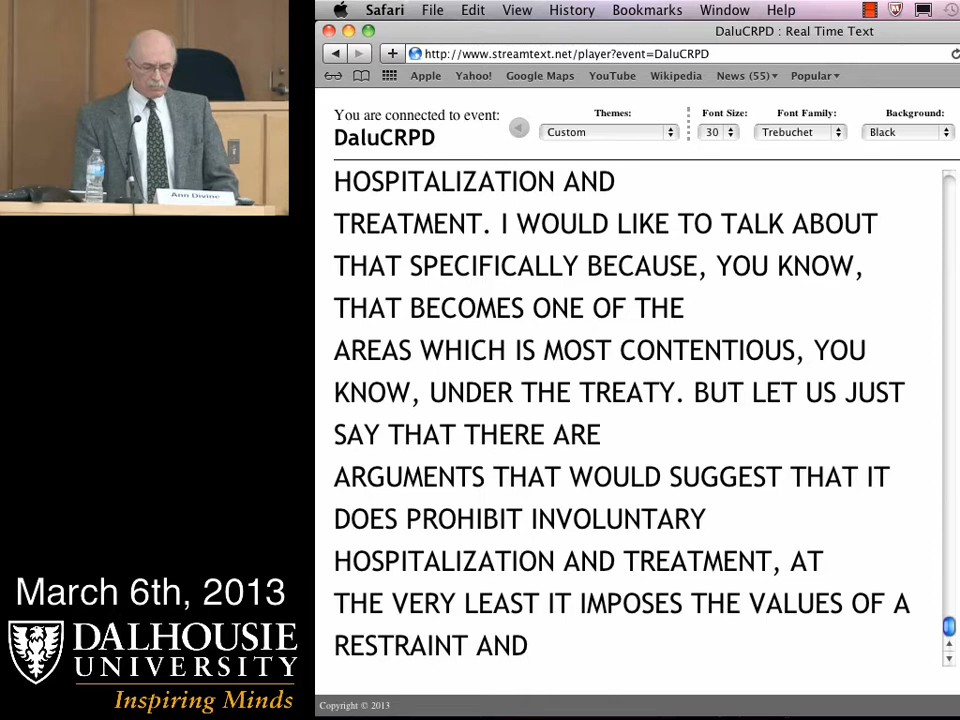 Safari File Edit View History Bookmarks Window Help
DaluCRPD : Real Time Text
http://www.streamtext.net/player?event=DaluCRPD
Apple Yahoo! Google Maps YouTube Wikipedia News (55) Popular
You are connected to event:
DaluCRPD
Themes:
Custom
Font Size:
30
Font Family:
Trebuchet
Background:
Black
HOSPITALIZATION AND
TREATMENT. I WOULD LIKE TO TALK ABOUT
THAT SPECIFICALLY BECAUSE, YOU KNOW,
THAT BECOMES ONE OF THE
AREAS WHICH IS MOST CONTENTIOUS, YOU
KNOW, UNDER THE TREATY. BUT LET US JUST
SAY THAT THERE ARE
ARGUMENTS THAT WOULD SUGGEST THAT IT
DOES PROHIBIT INVOLUNTARY
HOSPITALIZATION AND TREATMENT, AT
THE VERY LEAST IT IMPOSES THE VALUES OF A
RESTRAINT AND
Copyright © 2013
Ann Divine
March 6th, 2013
DALHOUSIE
UNIVERSITY
Inspiring Minds